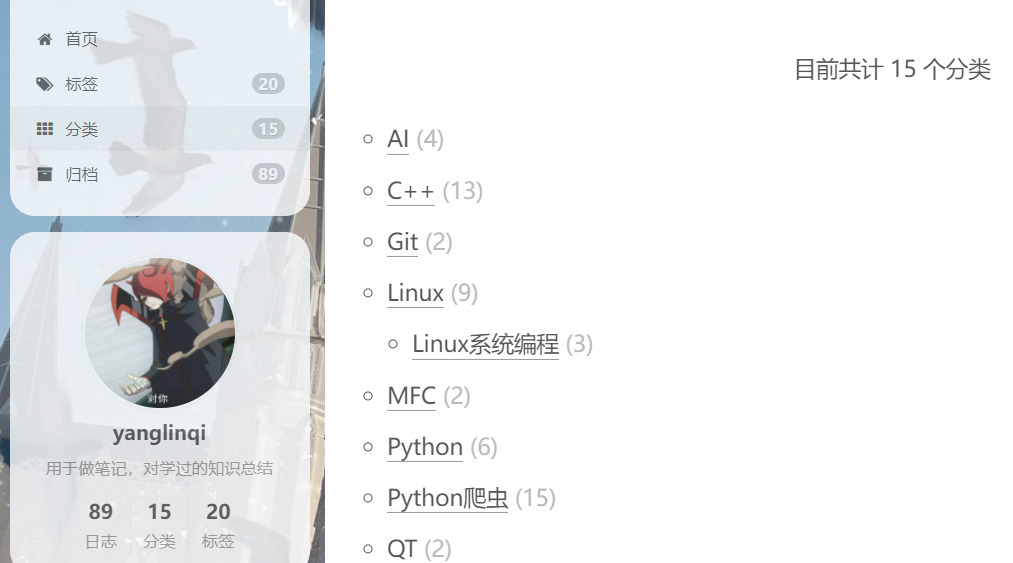 首页
标签 20
分类 15
归档 89
对你
yanglinqi
用于做笔记，对学过的知识总结
89 15 20
日志 分类 标签
目前共计 15 个分类
AI (4)
C++ (13)
Git (2)
Linux (9)
Linux系统编程 (3)
MFC (2)
Python (6)
Python爬虫 (15)
QT (2)